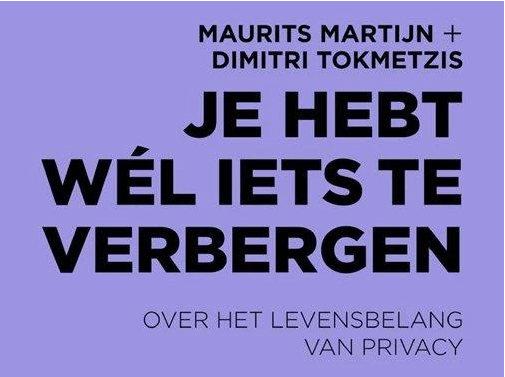 MAURITS MARTIJN +
DIMITRI TOKMETZIS
JE HEBT
WÉL IETS TE
VERBERGEN
OVER HET LEVENSBELANG
VAN PRIVACY